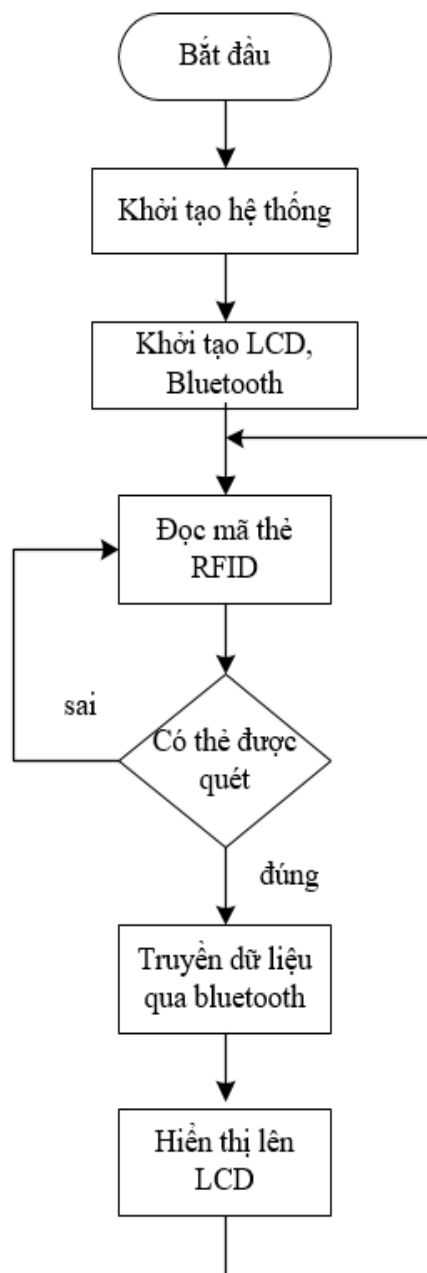 Bắt đầu
Khởi tạo hệ thống
Khởi tạo LCD,
Bluetooth
Đọc mã thẻ
RFID
sai
Có thẻ được
quét
đúng
Truyền dữ liệu
qua bluetooth
Hiển thị lên
LCD